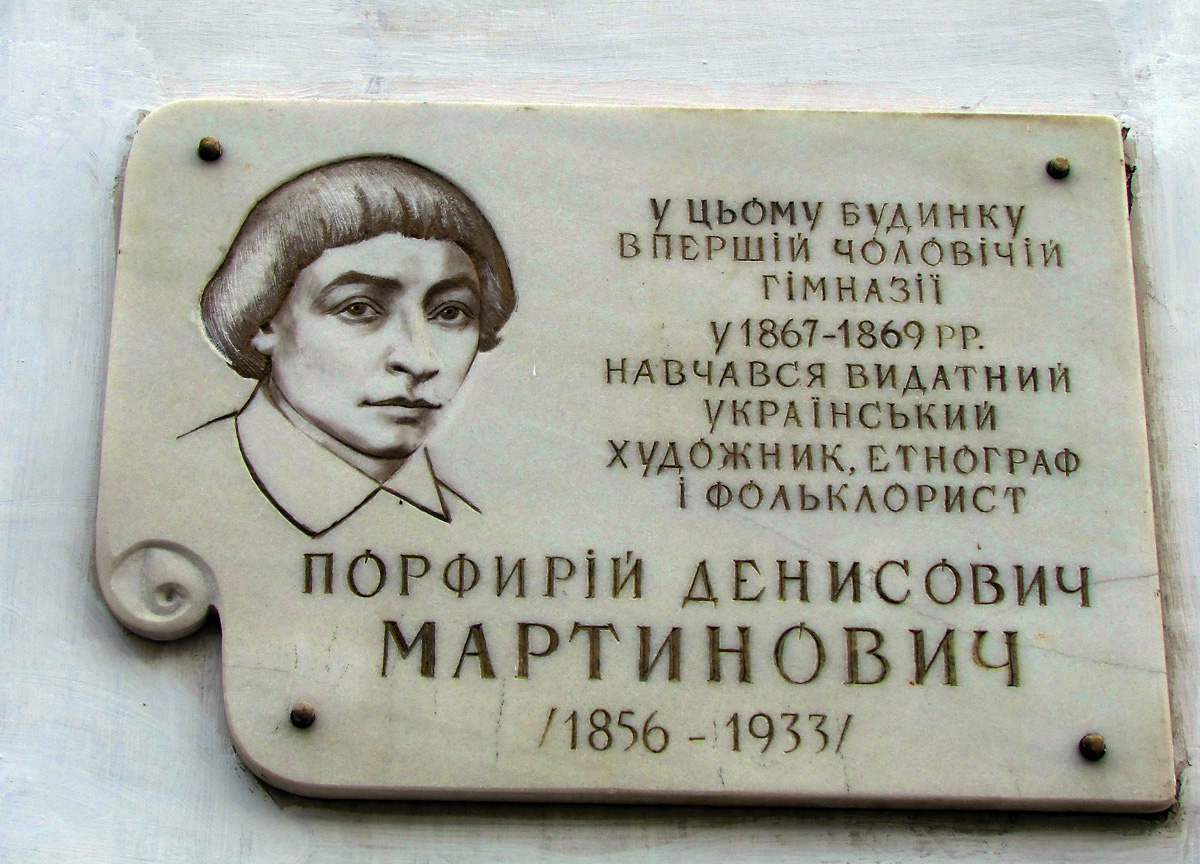 У ЦЬОМУ БУДИНКУ
В ПЕРШІЙ ЧОЛОВІЧІЙ
ГІМНАЗІЇ
У 1867-1869 РР.
НАВЧАВСЯ ВИДАТНИЙ
УКРАЇНСЬКИЙ
ХУДОЖНИК, ЕТНОГРАФ
І ФОЛЬКЛОРИСТ
ПОРФИРІЙ ДЕНИСОВИЧ
МАРТИНОВИЧ
/1856 - 1933/